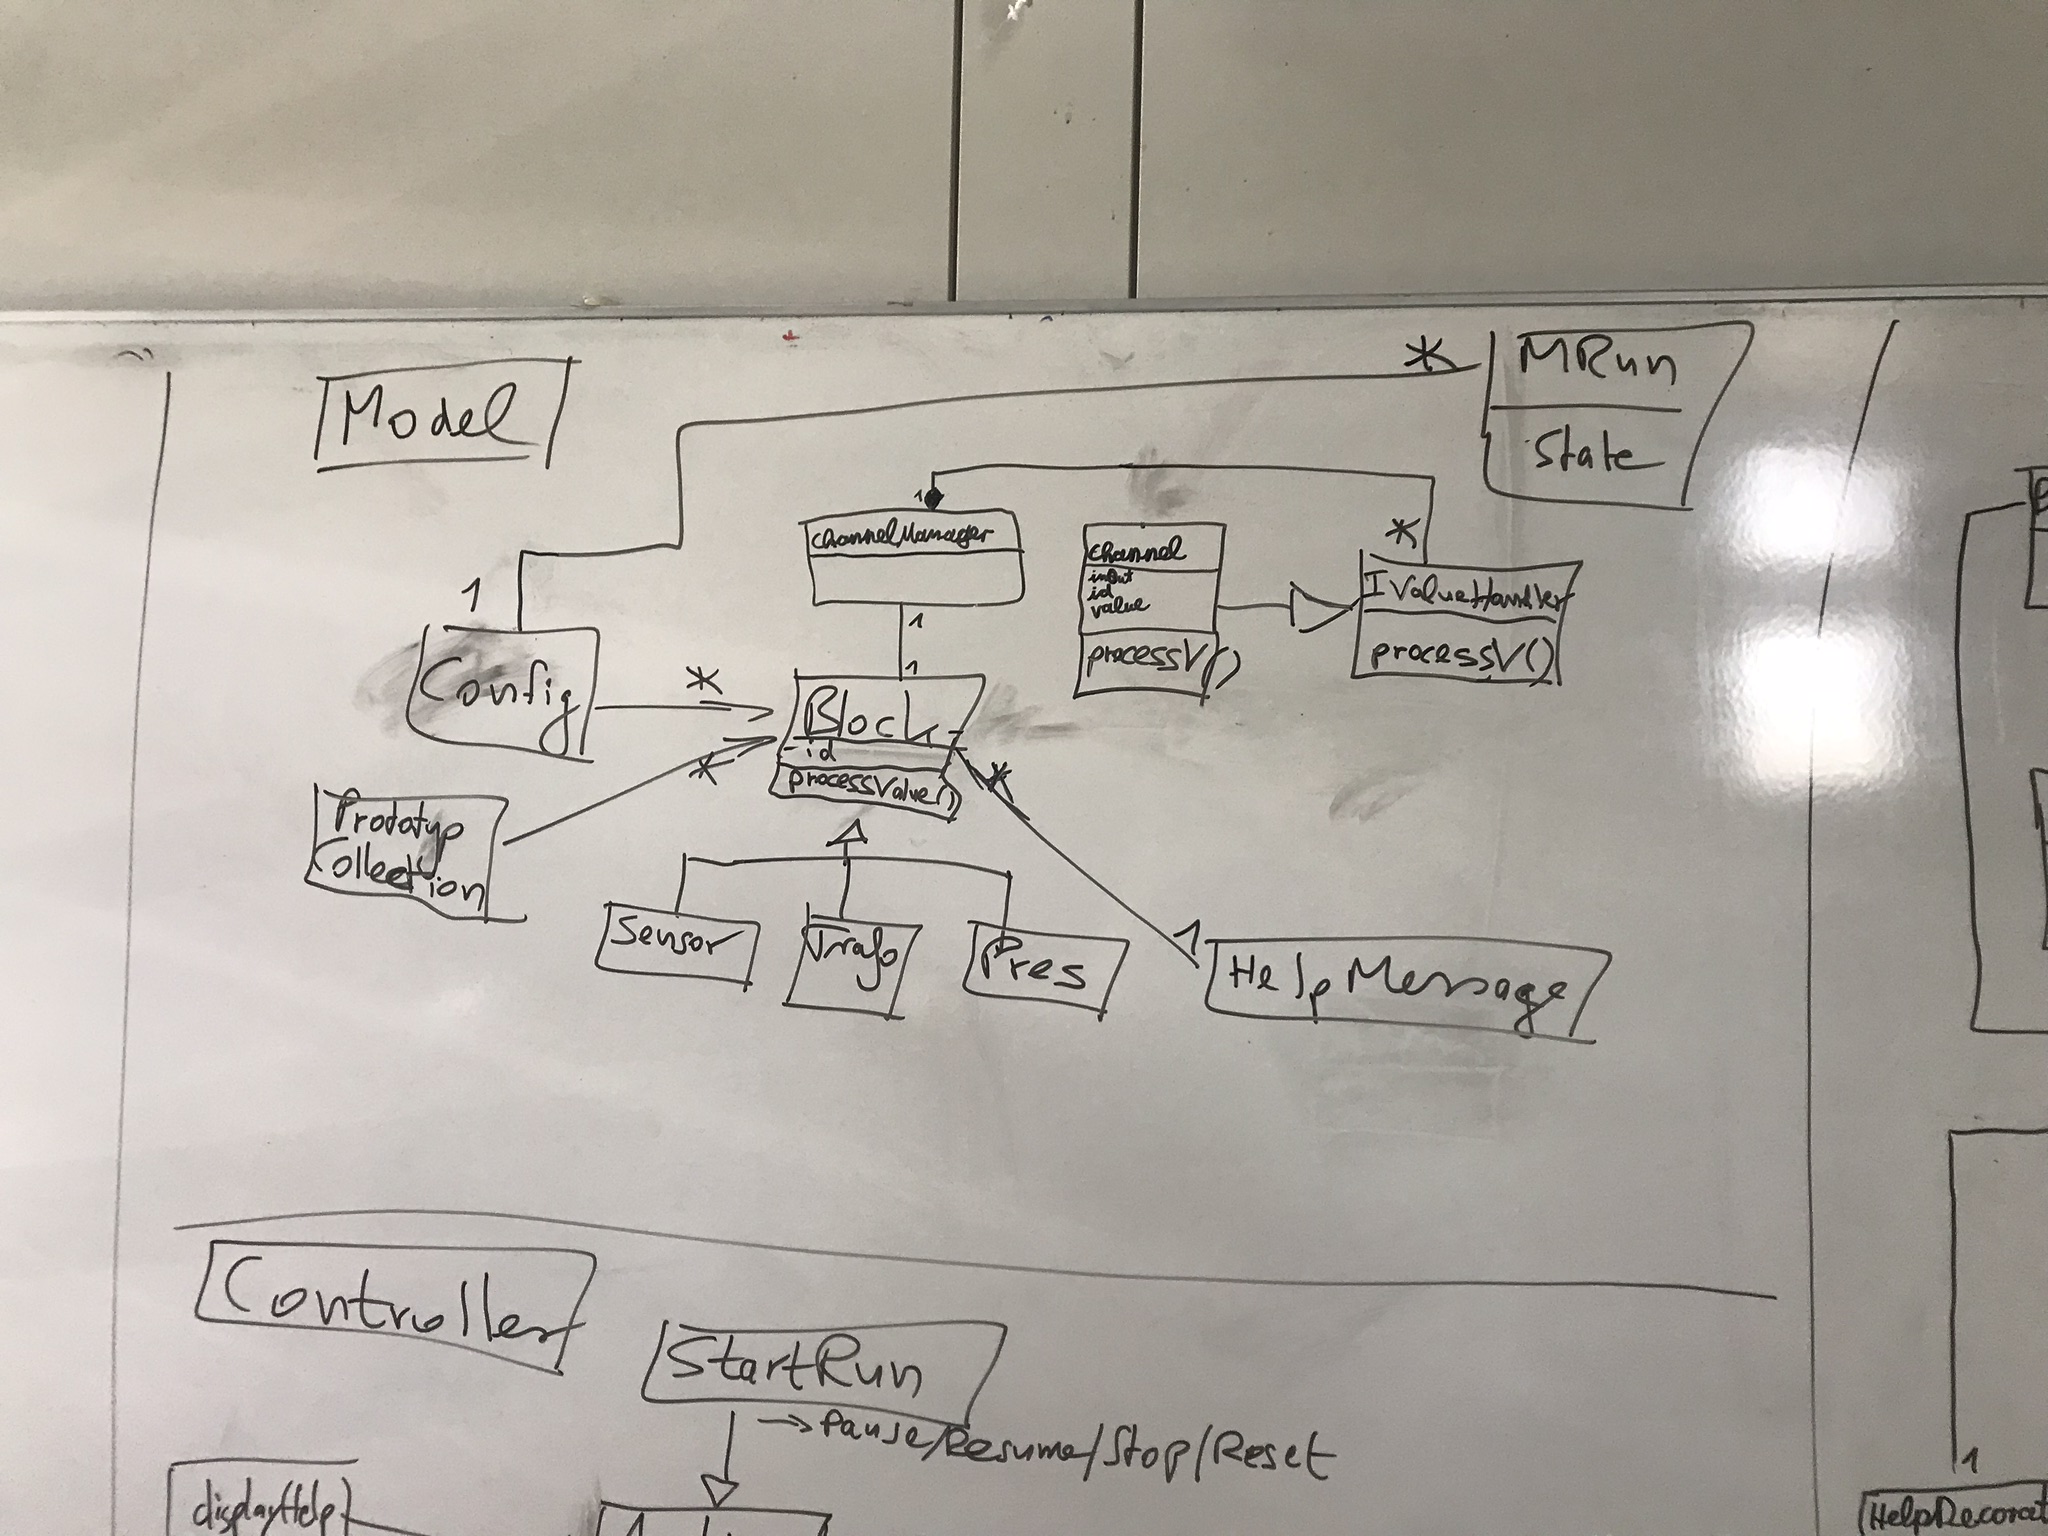 Model
*
MRun
State
1
channelManager
*
channel
inOut
id
value
processV()
IValueHandler
processV()
1
1
1
Config
*
Block
id
processValue()
*
*
Prototyp
Collection
Sensor
Trafo
Pres
1
HelpMessage
Controller
StartRun
→ Pause/Resume/Stop/Reset
displayHelp
1
HelpDecorat